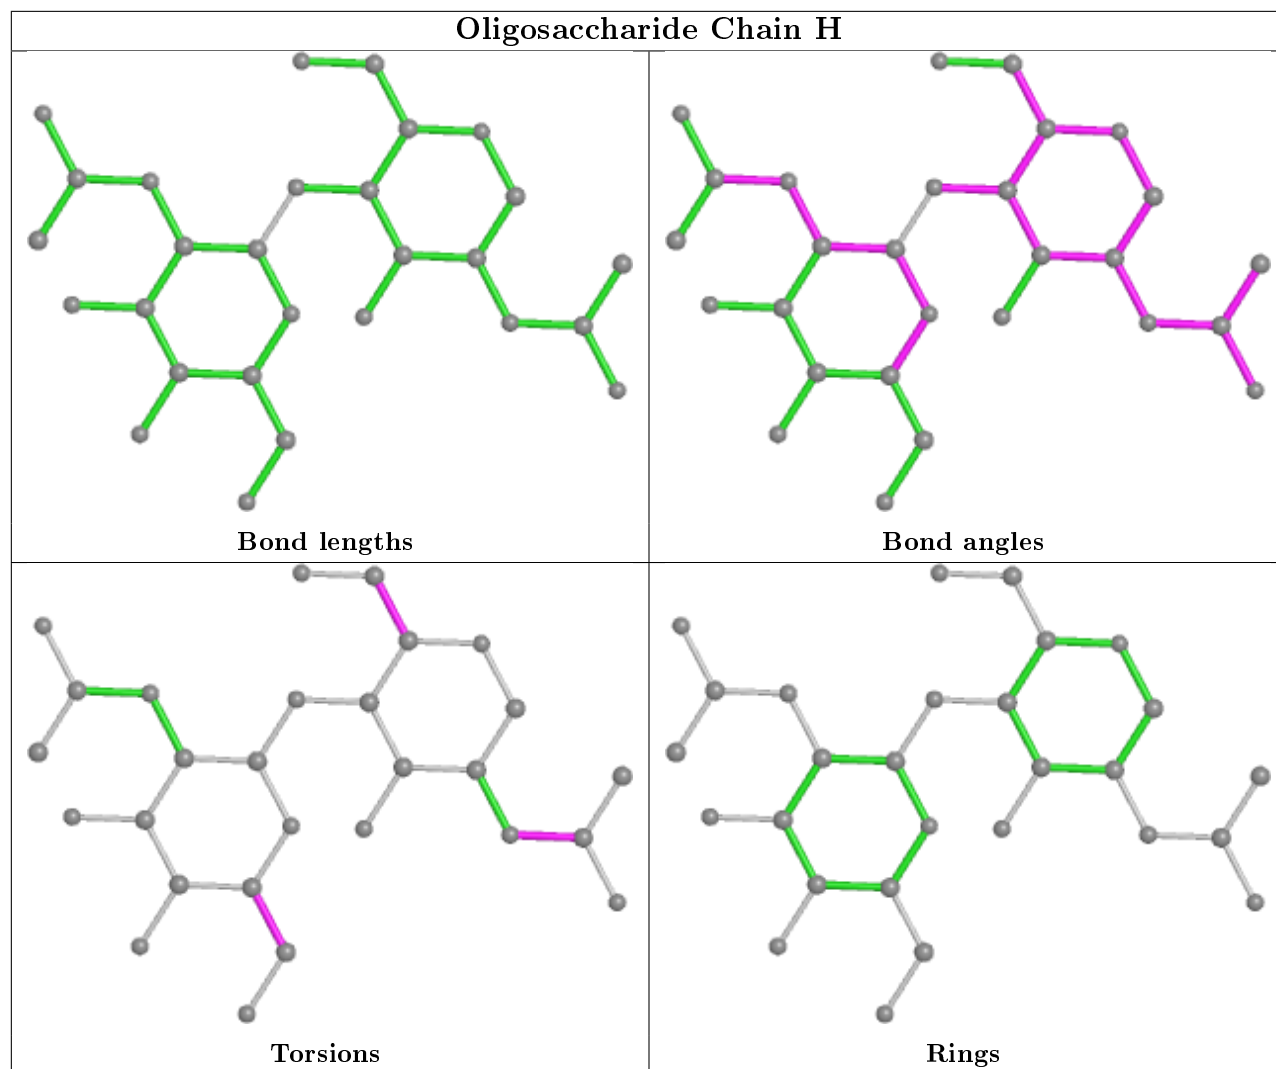 Oligosaccharide Chain H
Bond lengths
Bond angles
Torsions
Rings